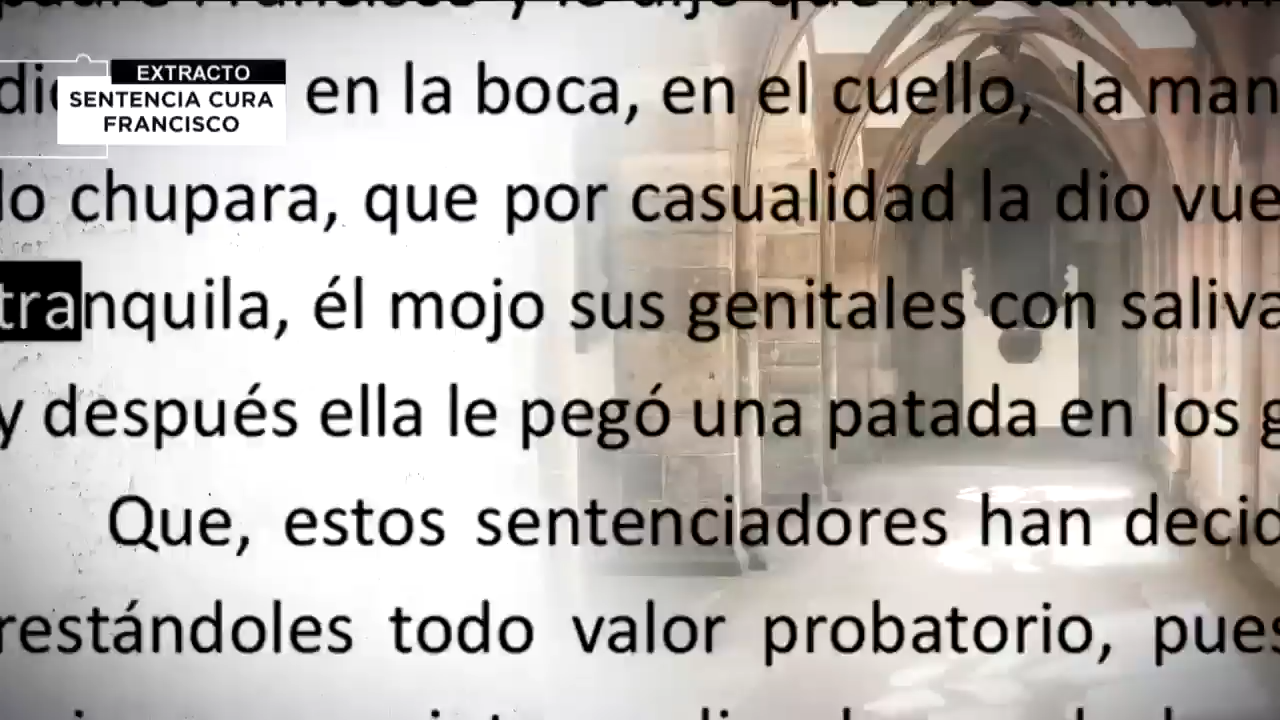 EXTRACTO
SENTENCIA CURA
FRANCISCO
en la boca, en el cuello, la man
lo chupara, que por casualidad la dio vue
tranquila, él mojo sus genitales con saliva
y después ella le pegó una patada en los g
Que, estos sentenciadores han decid
restándoles todo valor probatorio, pues